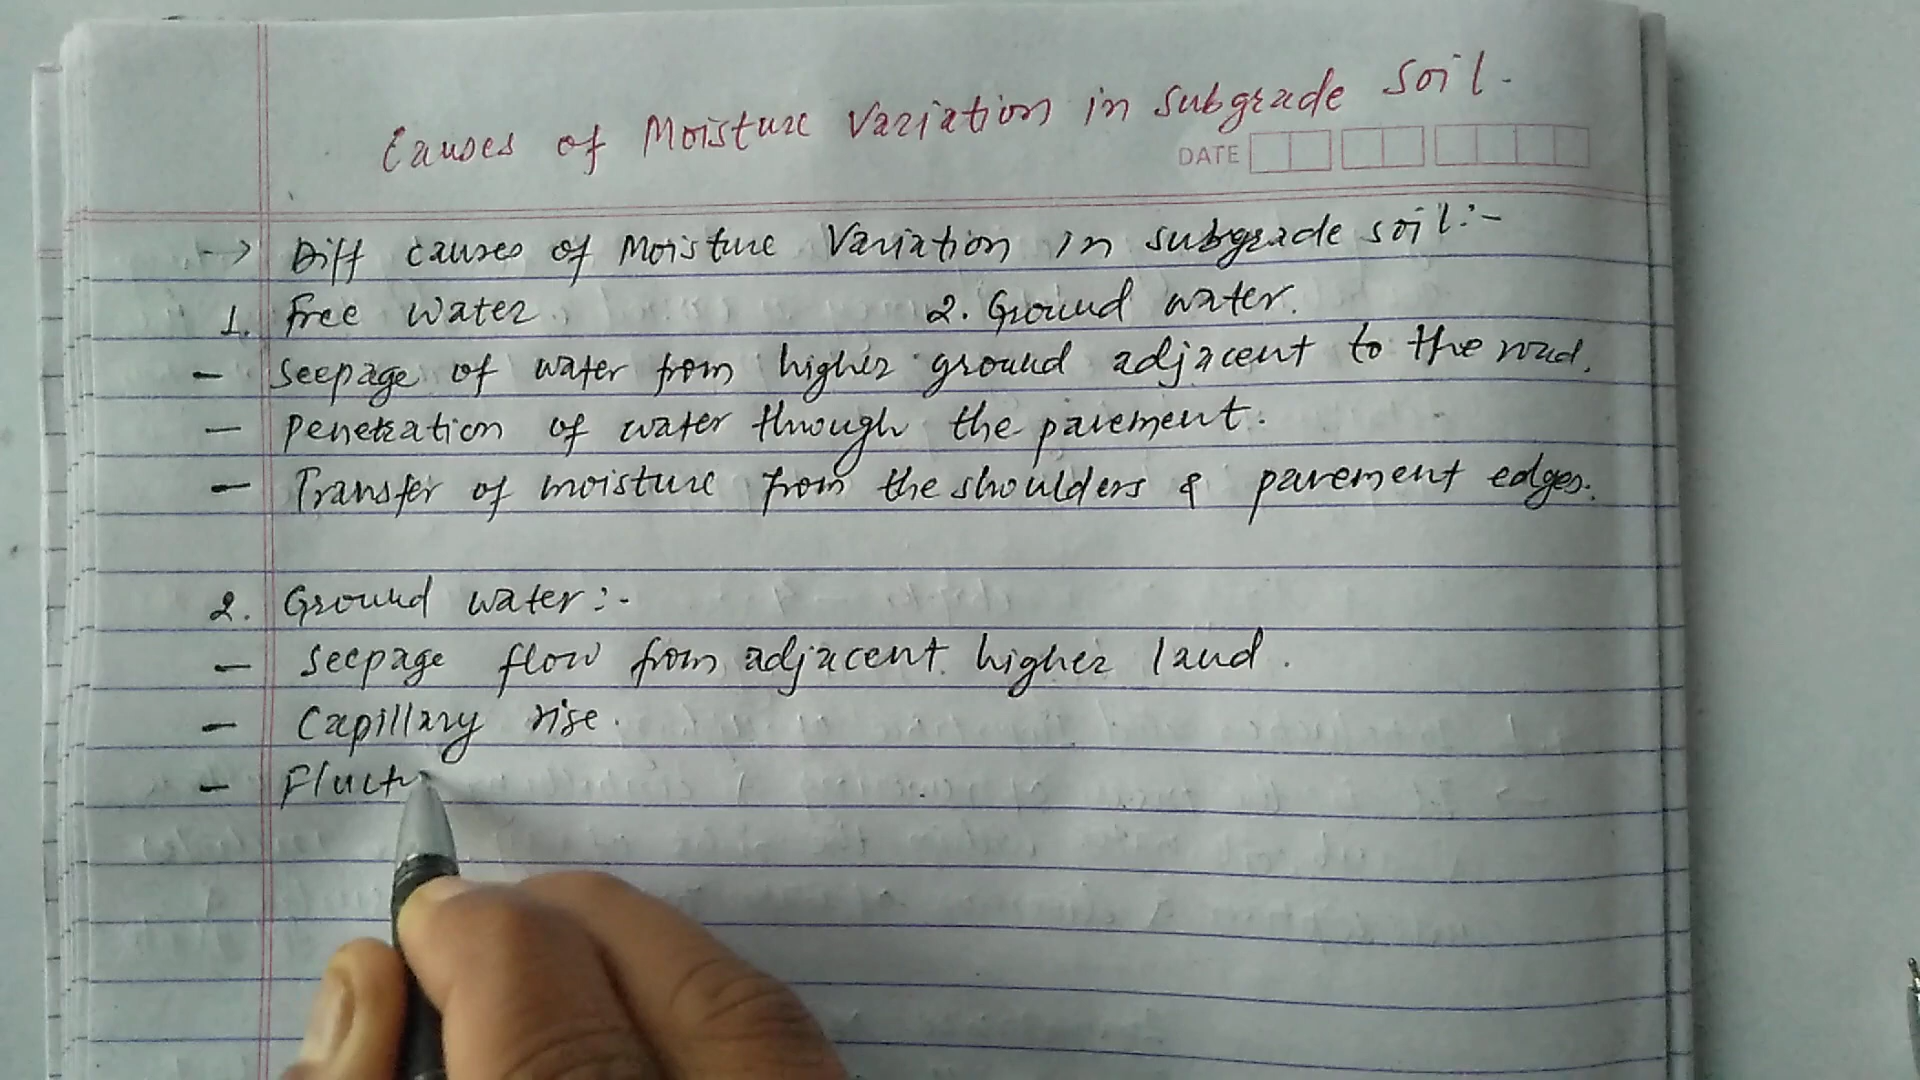 Causes of Moisture Variation in Subgrade Soil.
DATE
-> Diff causes of Moisture Variation in subgrade soil:-
1. Free water 2. Ground water.
- Seepage of water from higher ground adjacent to the road.
- Penetration of water through the pavement.
- Transfer of moisture from the shoulders & pavement edges.
2. Ground water:-
- Seepage flow from adjacent higher land.
- Capillary rise.
- Fluctu